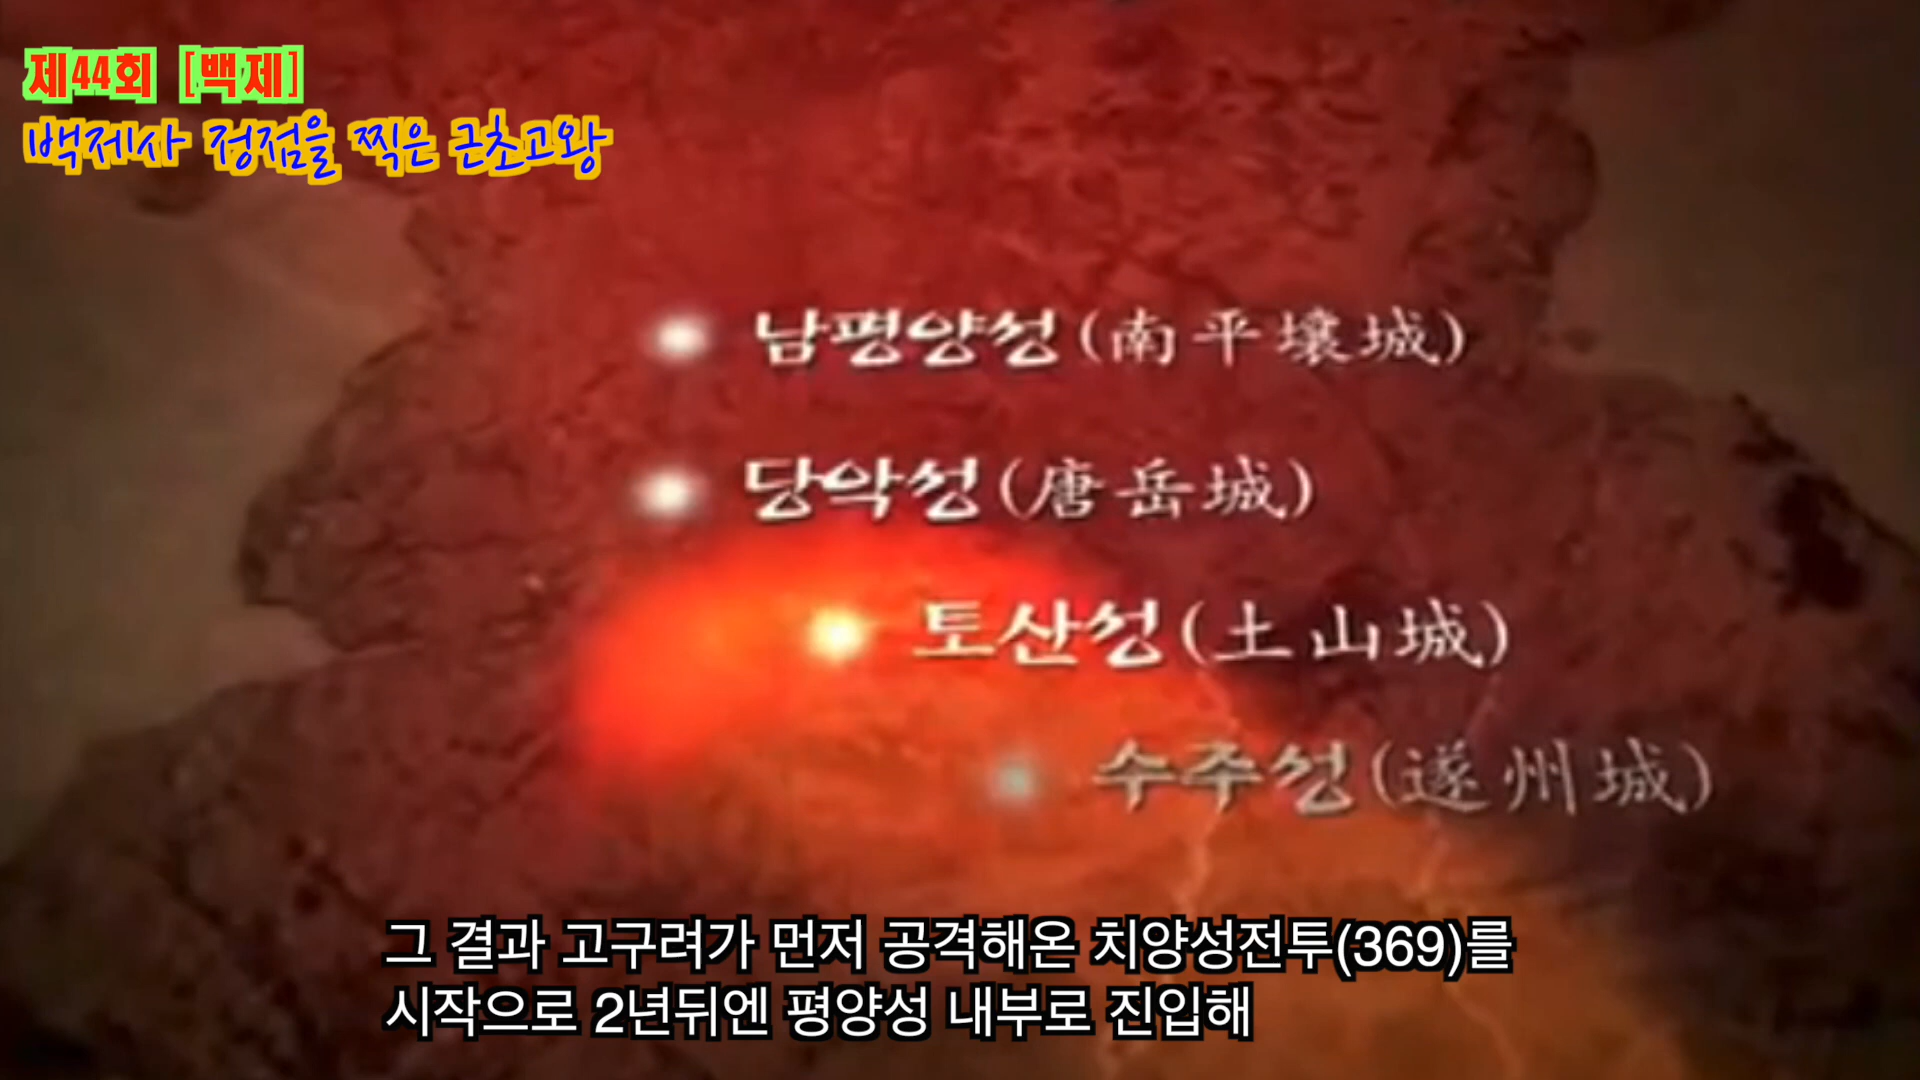 제44회 [백제]
백제사 정점을 찍은 근초고왕
남평양성(南平壤城)
당악성(唐岳城)
토산성(土山城)
수주성(遂州城)
그 결과 고구려가 먼저 공격해온 치양성전투(369)를
시작으로 2년뒤엔 평양성 내부로 진입해